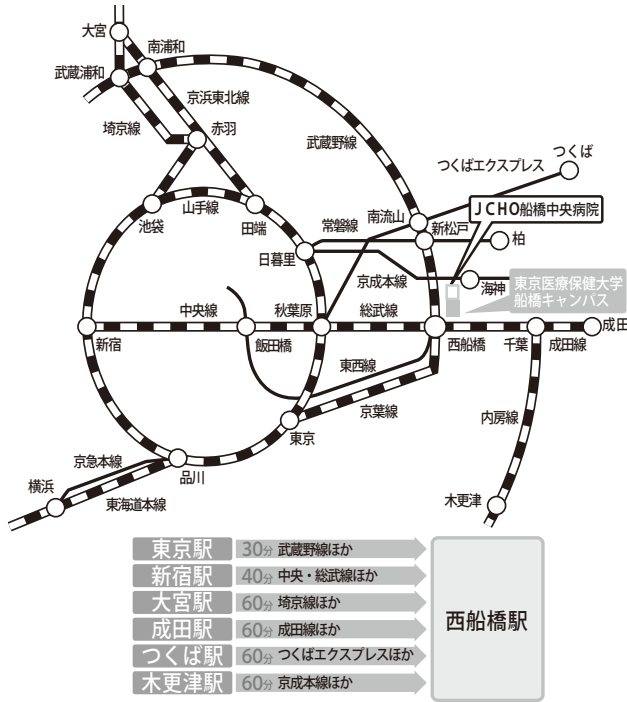 大宮
南浦和
武蔵浦和
京浜東北線
埼京線
赤羽
武蔵野線
つくば
つくばエクスプレス
ＪＣＨＯ船橋中央病院
池袋
山手線
田端
常磐線
南流山
新松戸
柏
日暮里
京成本線
海神
東京医療保健大学
船橋キャンパス
中央線
秋葉原
総武線
成田
新宿
飯田橋
西船橋
千葉
成田線
東西線
京葉線
東京
内房線
京急本線
品川
横浜
東海道本線
木更津
東京駅 30分 武蔵野線ほか
新宿駅 40分 中央・総武線ほか
大宮駅 60分 埼京線ほか
成田駅 60分 成田線ほか
つくば駅 60分 つくばエクスプレスほか
木更津駅 60分 京成本線ほか
西船橋駅